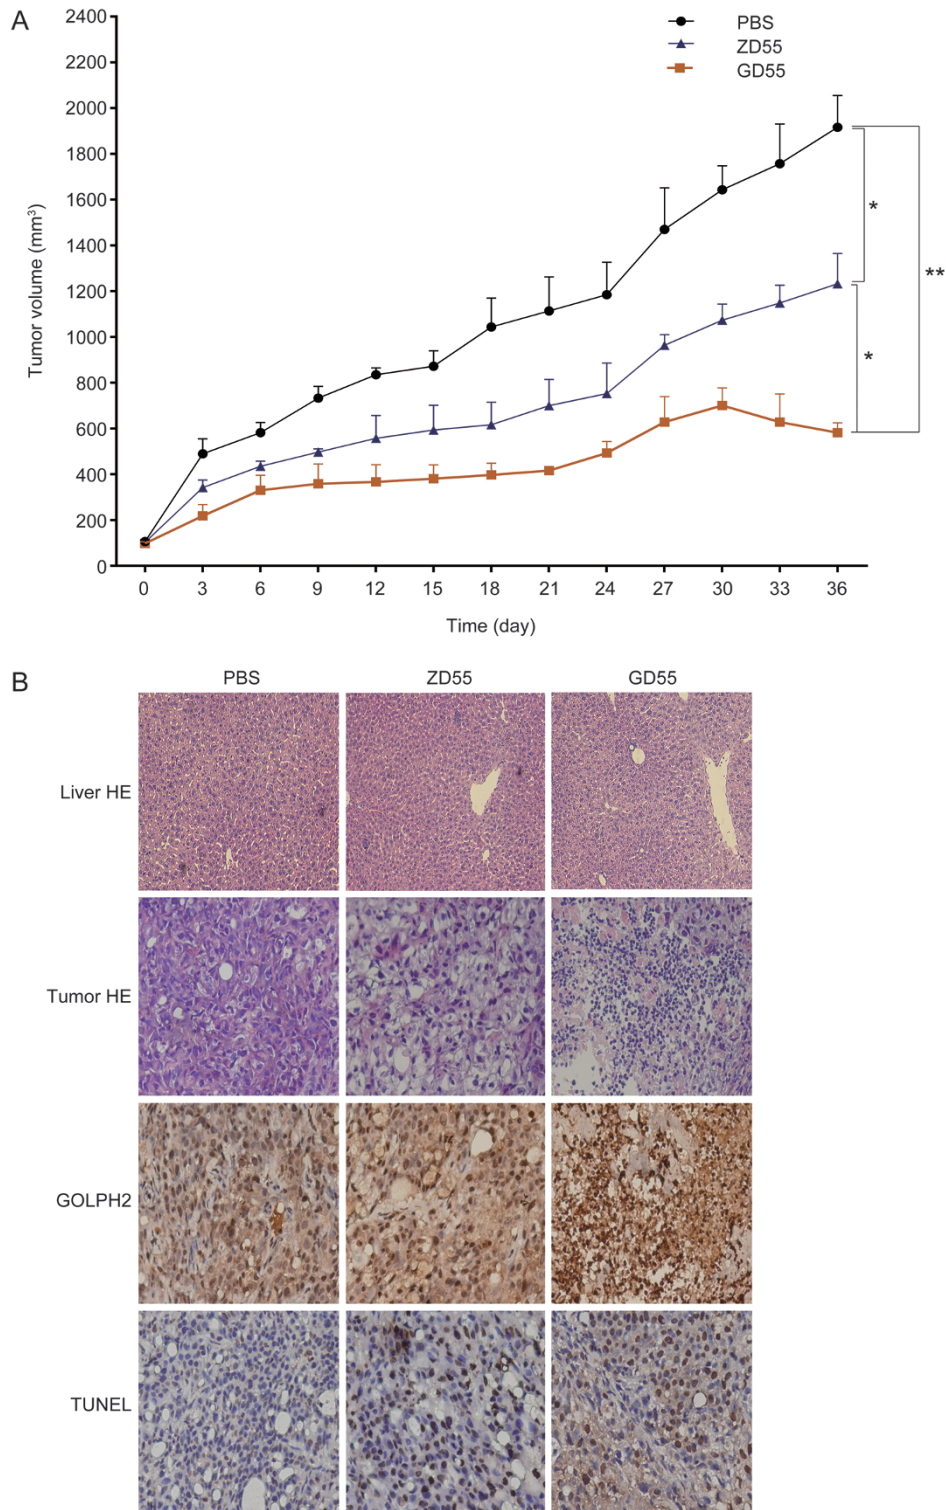 A
PBS
ZD55
GD55
Tumor volume (mm³)
2400
2200
2000
1800
1600
1400
1200
1000
800
600
400
200
0
0 3 6 9 12 15 18 21 24 27 30 33 36
Time (day)
*
**
*
B
PBS ZD55 GD55
Liver HE
Tumor HE
GOLPH2
TUNEL